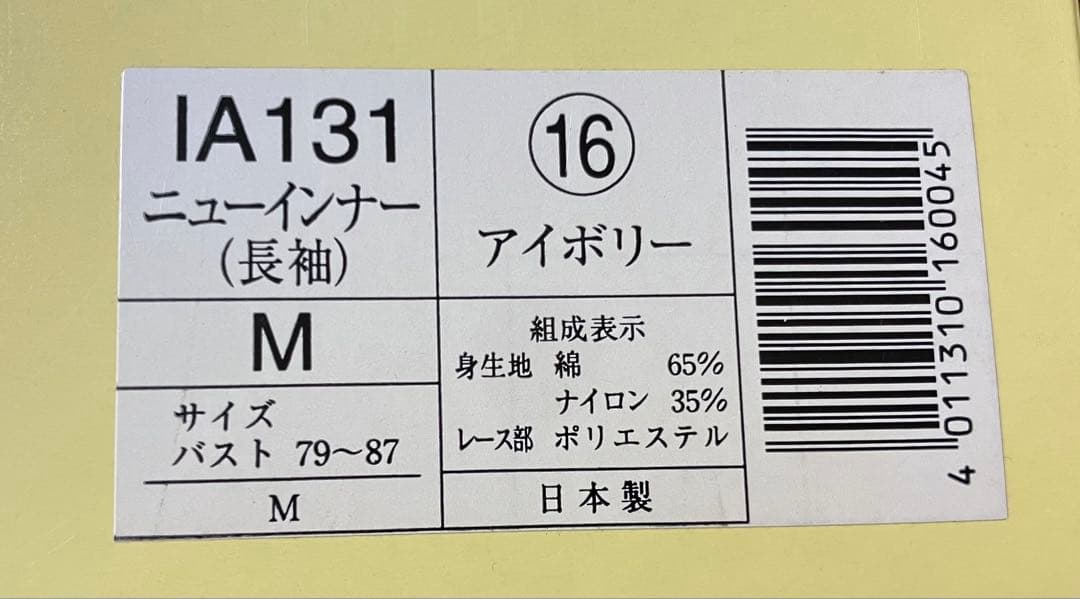 IA131
ニューインナー
(長袖)
M
サイズ
バスト 79〜87
M
16
アイボリー
組成表示
身生地 綿 65%
ナイロン 35%
レース部 ポリエステル
日本製
4 011310 160045